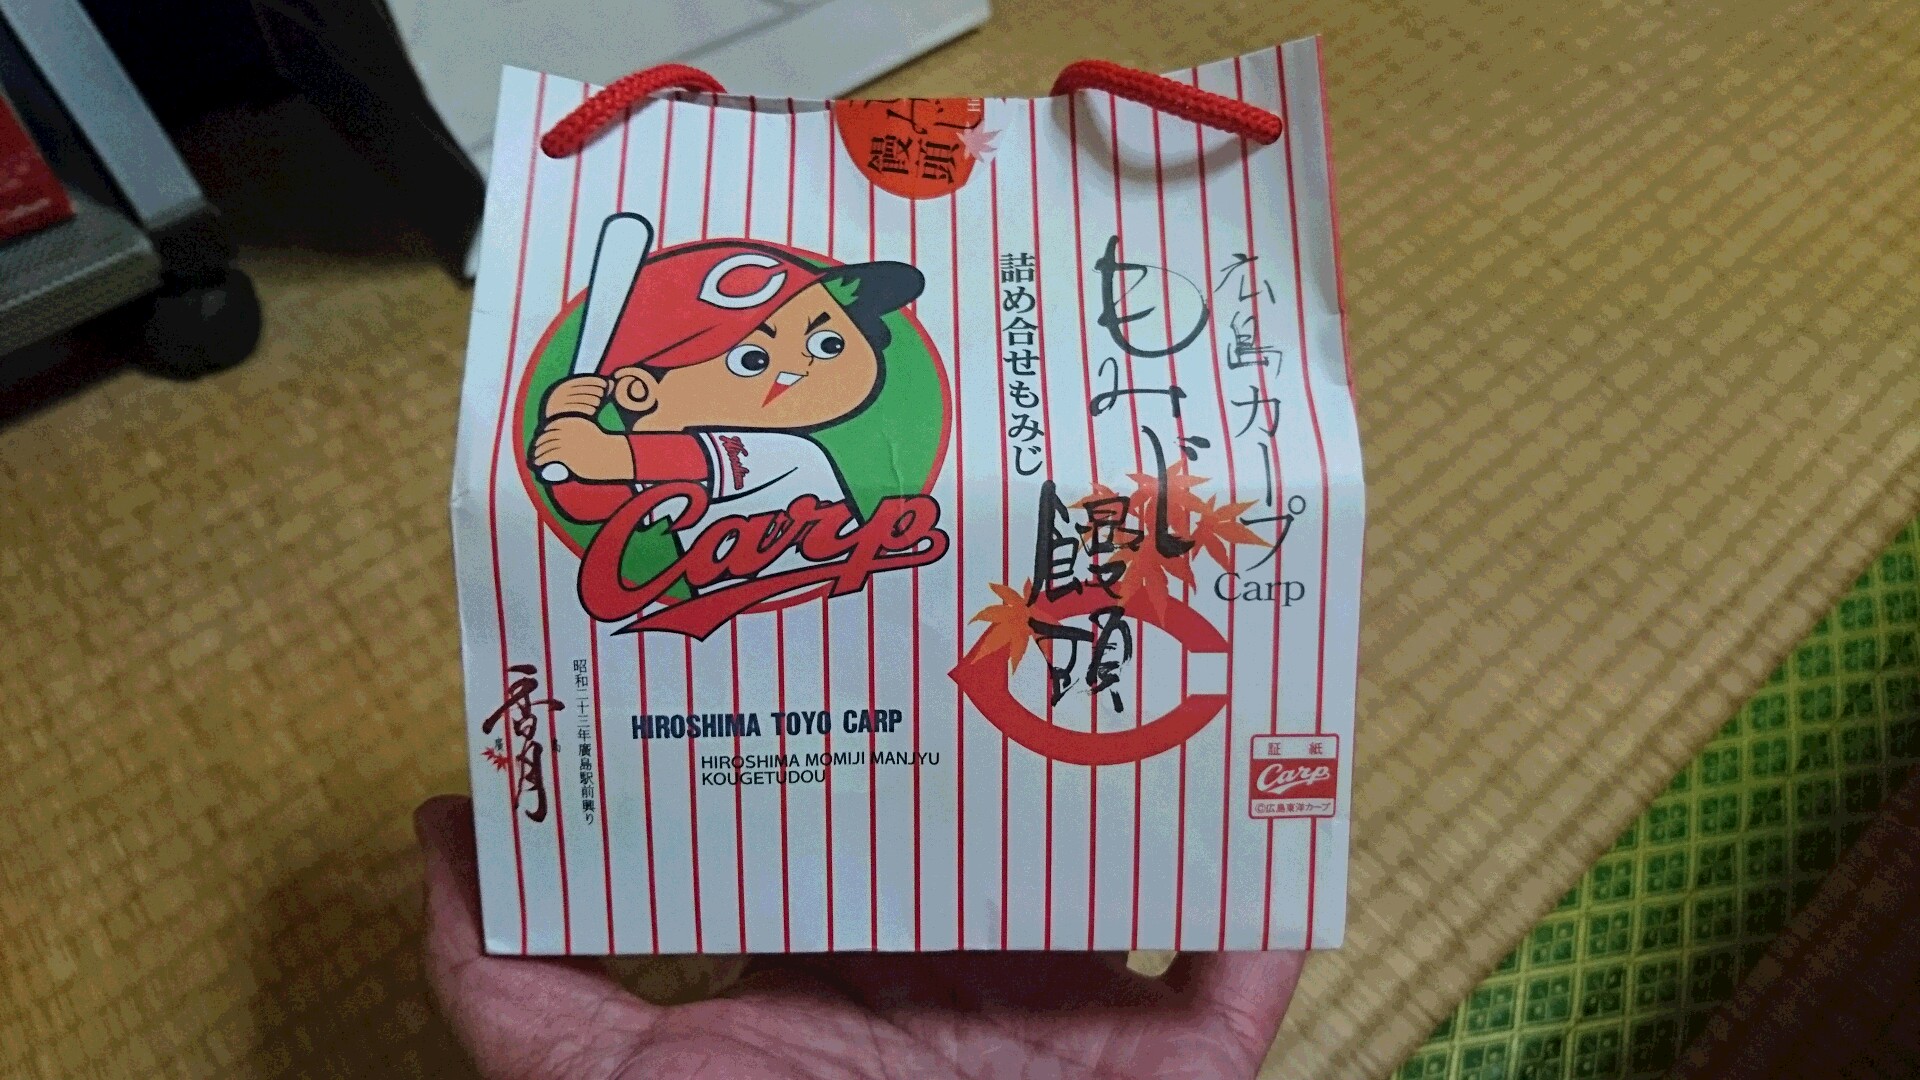 饅頭
広島カープ
Carp
もみじ
饅頭
詰め合せもみじ
C
Carp
HIROSHIMA TOYO CARP
HIROSHIMA MOMIJI MANJYU
KOUGETUDOU
昭和二十三年廣島駅前興り
香月
廣島
証紙
Carp
©広島東洋カープ